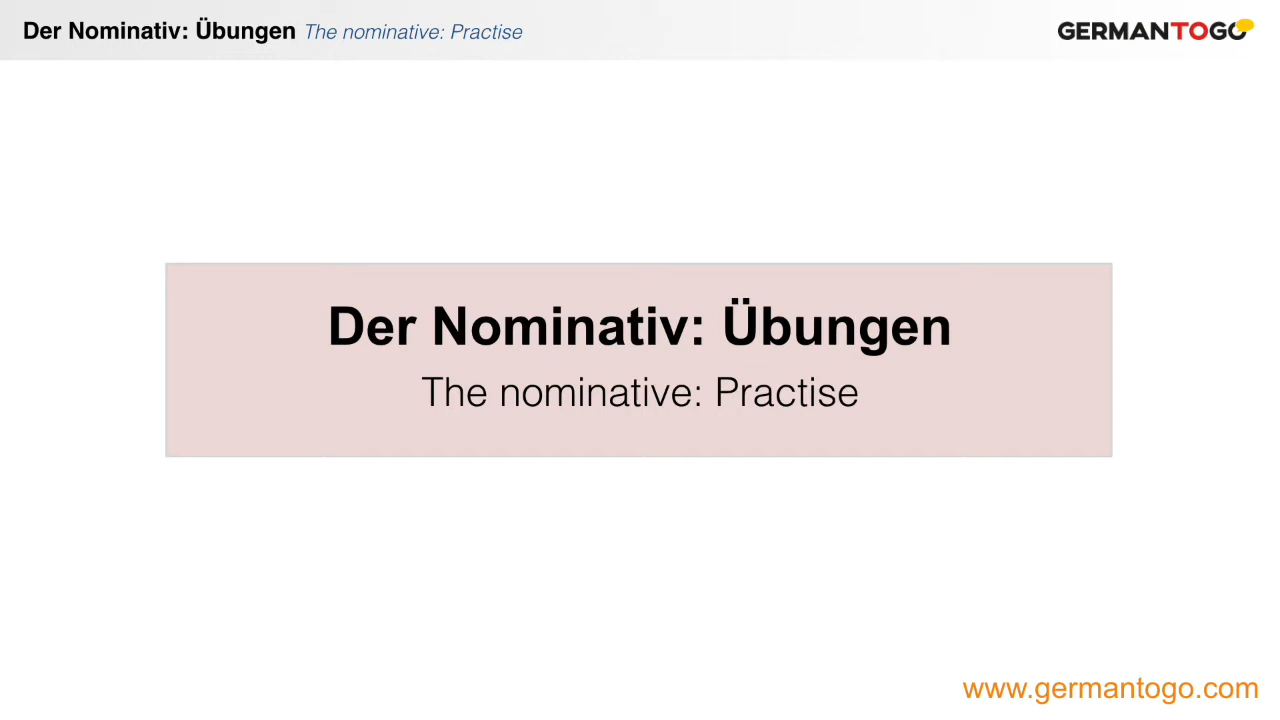 Der Nominativ: Übungen The nominative: Practise
GERMANTOGO
Der Nominativ: Übungen
The nominative: Practise
www.germantogo.com